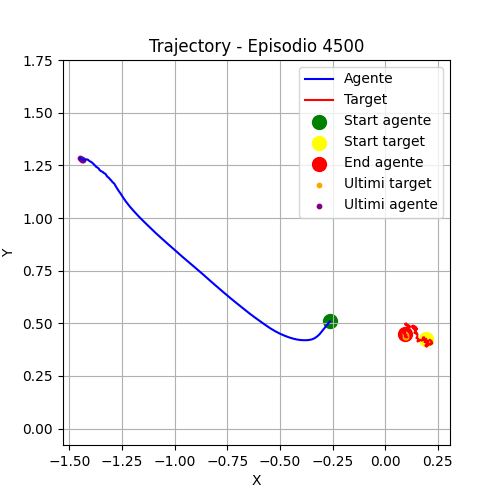 Trajectory - Episodio 4500
Agente
Target
Start agente
Start target
End agente
Ultimi target
Ultimi agente
1.75
1.50
1.25
1.00
0.75
0.50
0.25
0.00
Y
−1.50 −1.25 −1.00 −0.75 −0.50 −0.25 0.00 0.25
X